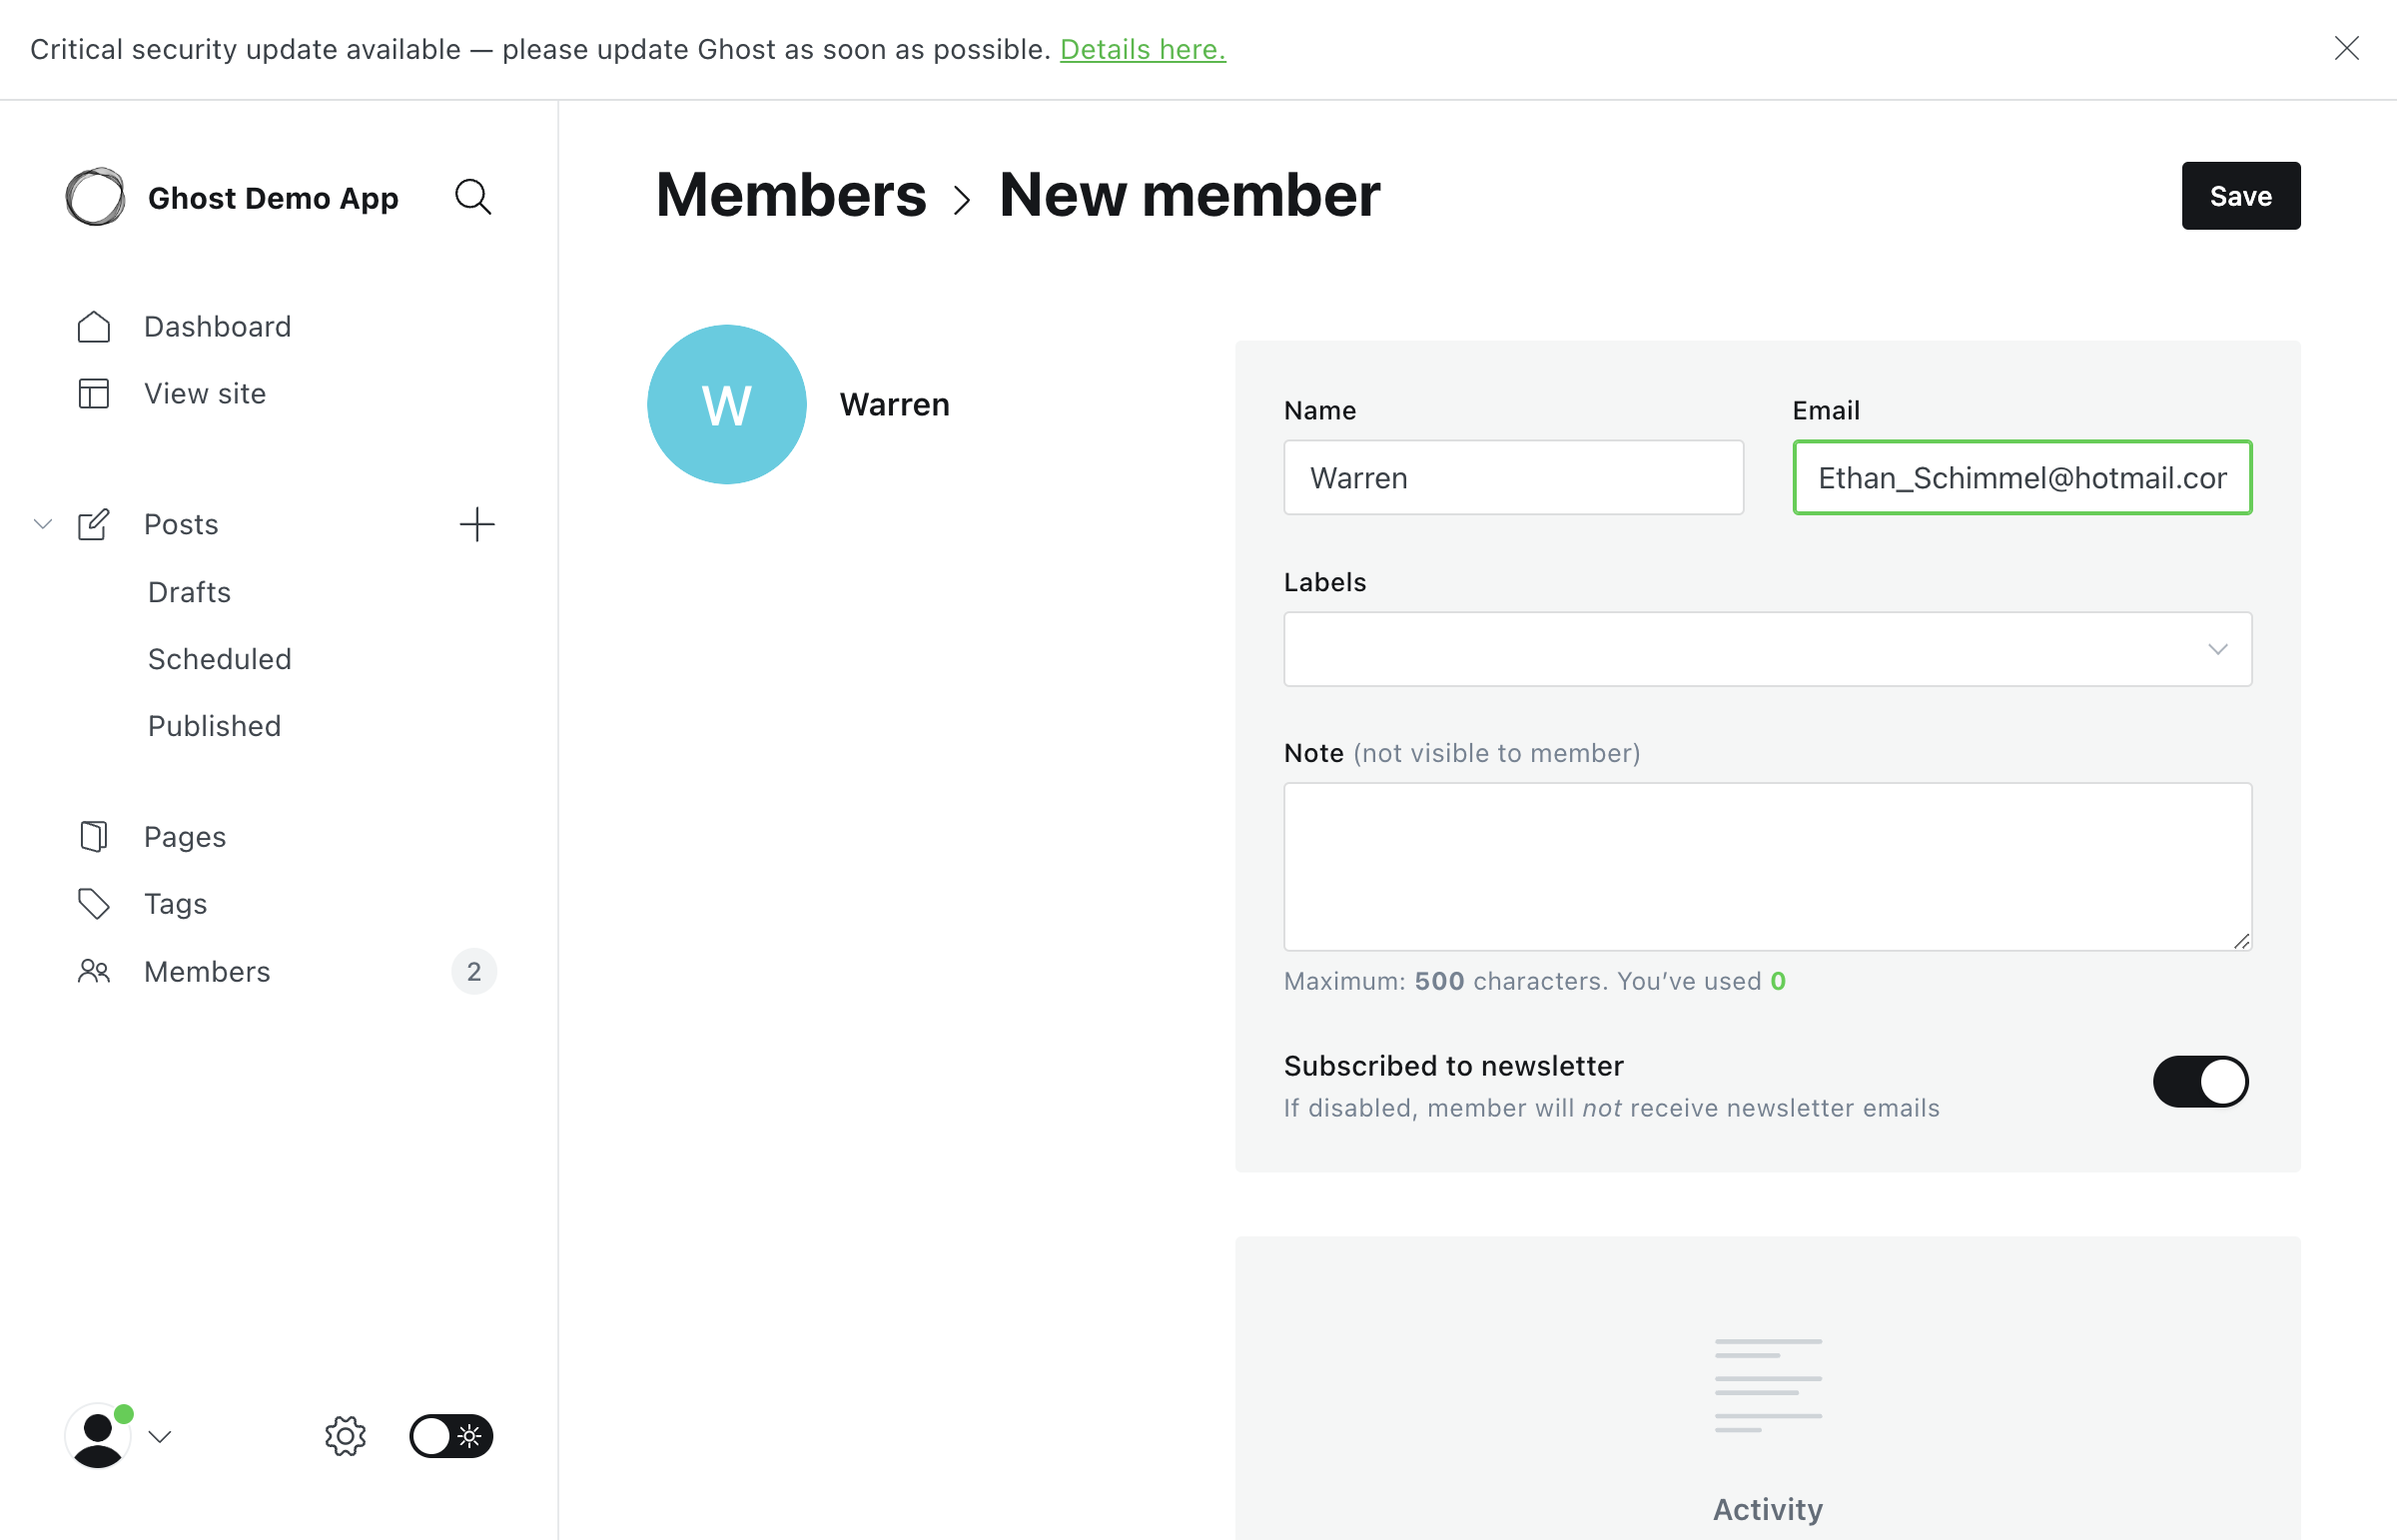 Critical security update available — please update Ghost as soon as possible. Details here.
Ghost Demo App
Dashboard
View site
Posts
Drafts
Scheduled
Published
Pages
Tags
Members 2
Members > New member
Save
W
Warren
Name
Warren
Email
Ethan_Schimmel@hotmail.cor
Labels
Note (not visible to member)
Maximum: 500 characters. You’ve used 0
Subscribed to newsletter
If disabled, member will not receive newsletter emails
Activity